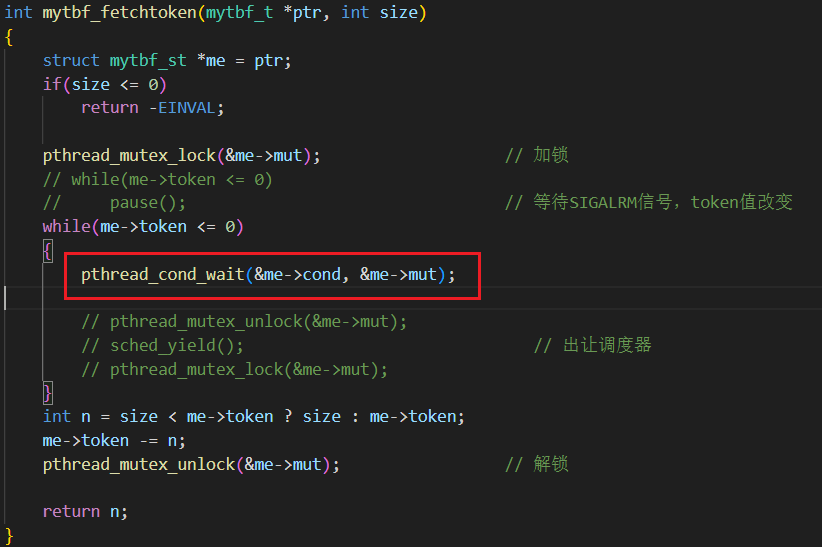 int mytbf_fetchtoken(mytbf_t *ptr, int size)
{
    struct mytbf_st *me = ptr;
    if(size <= 0)
        return -EINVAL;
    pthread_mutex_lock(&me->mut);                  // 加锁
    // while(me->token <= 0)
    //     pause();                                // 等待SIGALRM信号，token值改变
    while(me->token <= 0)
    {
        pthread_cond_wait(&me->cond, &me->mut);
        // pthread_mutex_unlock(&me->mut);
        // sched_yield();                             // 出让调度器
        // pthread_mutex_lock(&me->mut);
    }
    int n = size < me->token ? size : me->token;
    me->token -= n;
    pthread_mutex_unlock(&me->mut);                // 解锁
    return n;
}